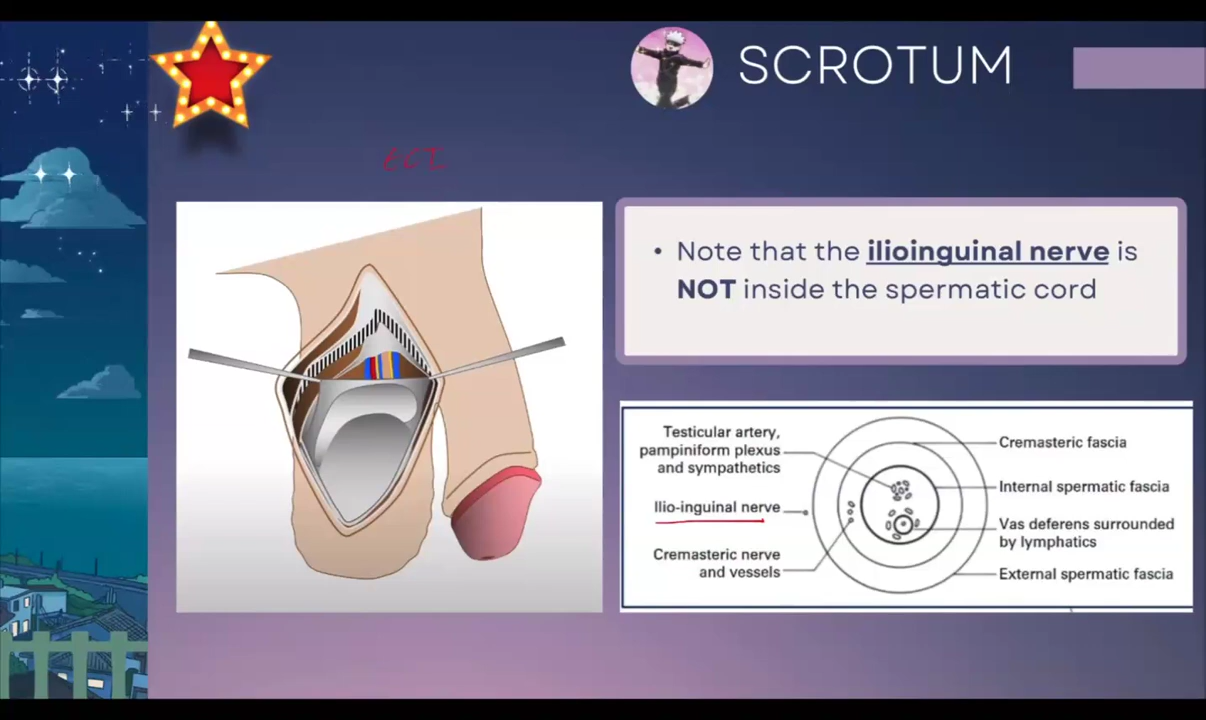 SCROTUM
ECI
• Note that the ilioinguinal nerve is
NOT inside the spermatic cord
Testicular artery,
pampiniform plexus
and sympathetics
Ilio-inguinal nerve
Cremasteric nerve
and vessels
Cremasteric fascia
Internal spermatic fascia
Vas deferens surrounded
by lymphatics
External spermatic fascia